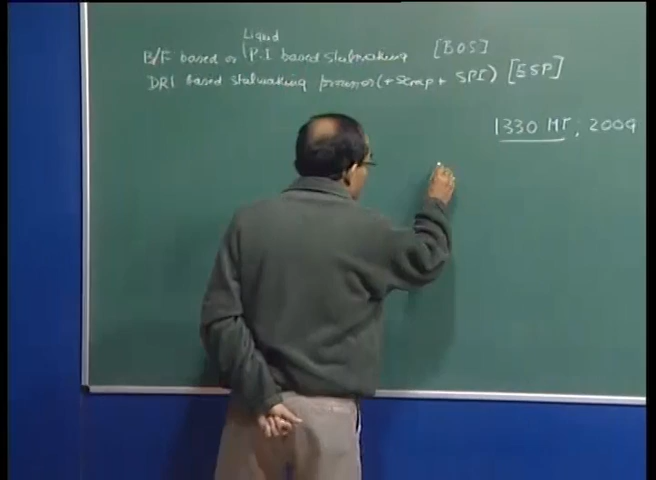 Liquid
B/F based or P.I based steelmaking [BOS]
DRI based steelmaking process (+ Scrap + SPI) [ESP]
1330 MT ; 2009